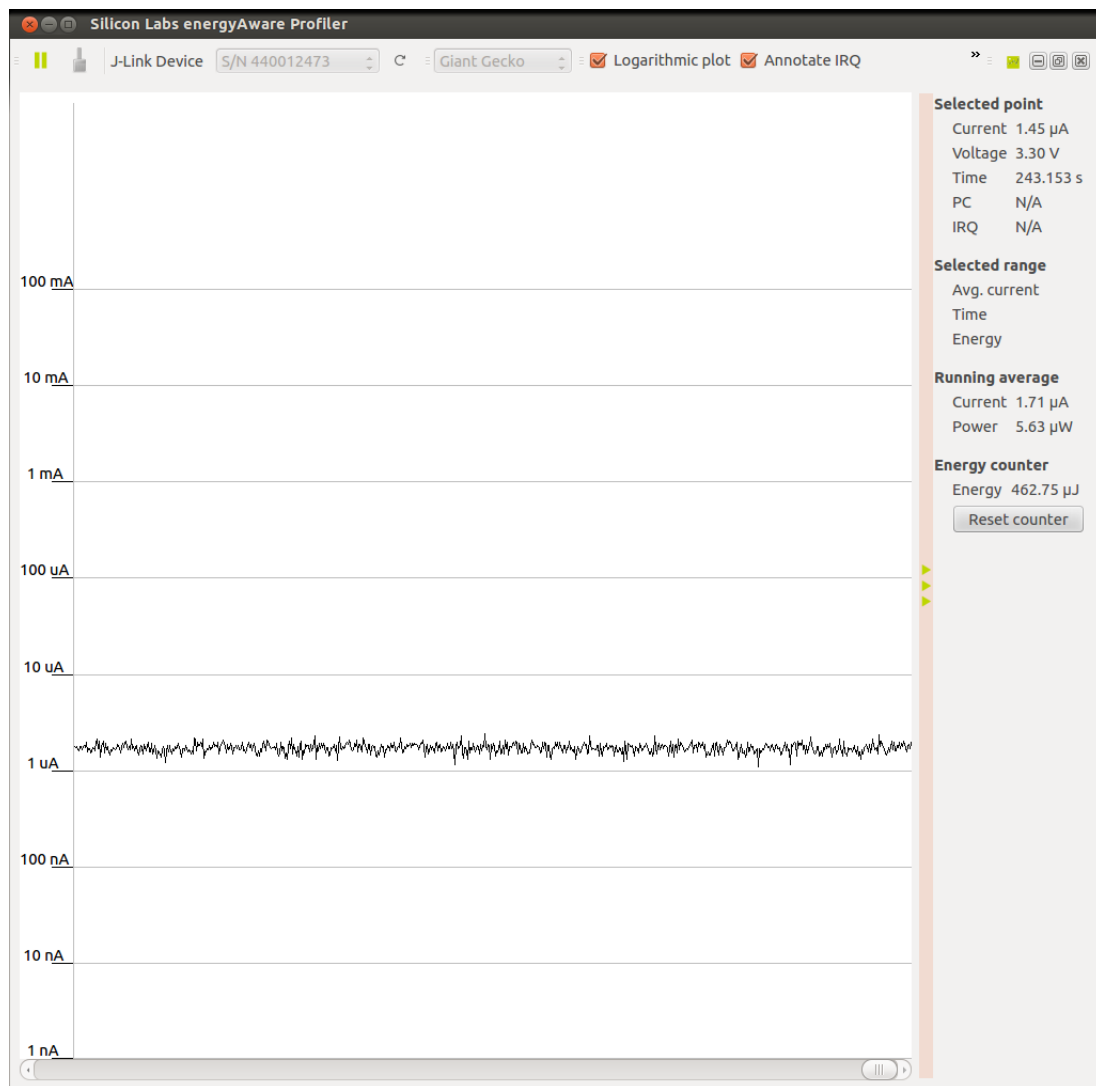 Silicon Labs energyAware Profiler
J-Link Device S/N 440012473 Giant Gecko Logarithmic plot Annotate IRQ »
100 mA
10 mA
1 mA
100 uA
10 uA
1 uA
100 nA
10 nA
1 nA
Selected point
Current 1.45 µA
Voltage 3.30 V
Time 243.153 s
PC N/A
IRQ N/A
Selected range
Avg. current
Time
Energy
Running average
Current 1.71 µA
Power 5.63 µW
Energy counter
Energy 462.75 µJ
Reset counter